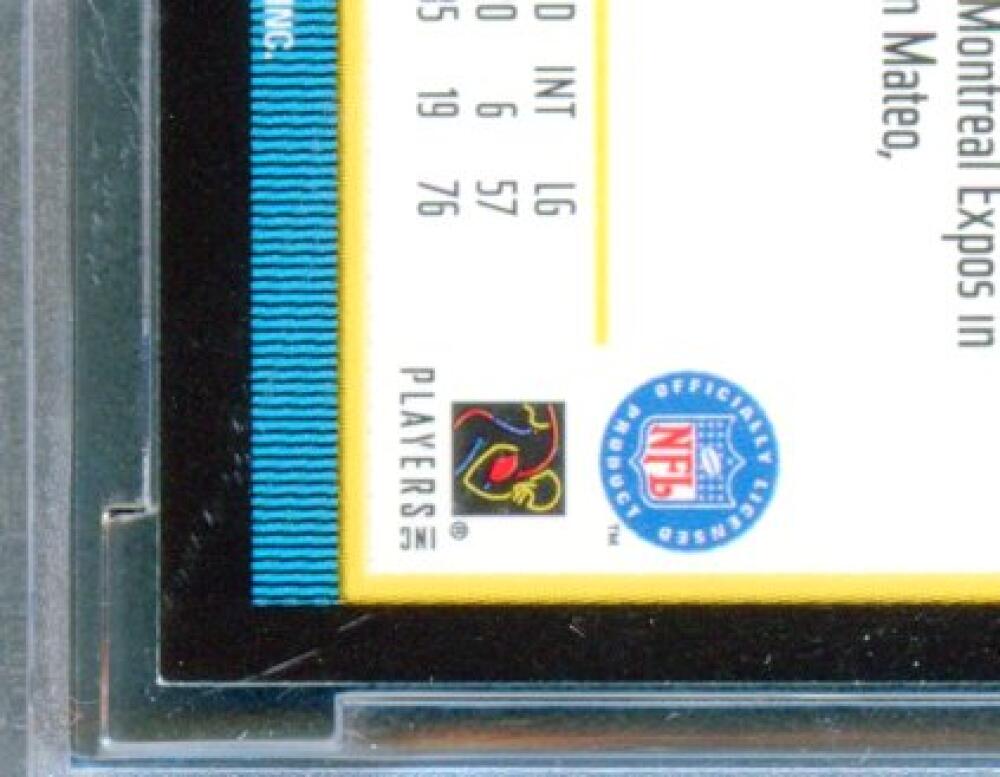 Montreal Expos in
n Mateo,
OFFICIALLY LICENSED PRODUCT
NFL
TM
D INT LG
0 6 57
5 19 76
®
PLAYERS INC
INC.